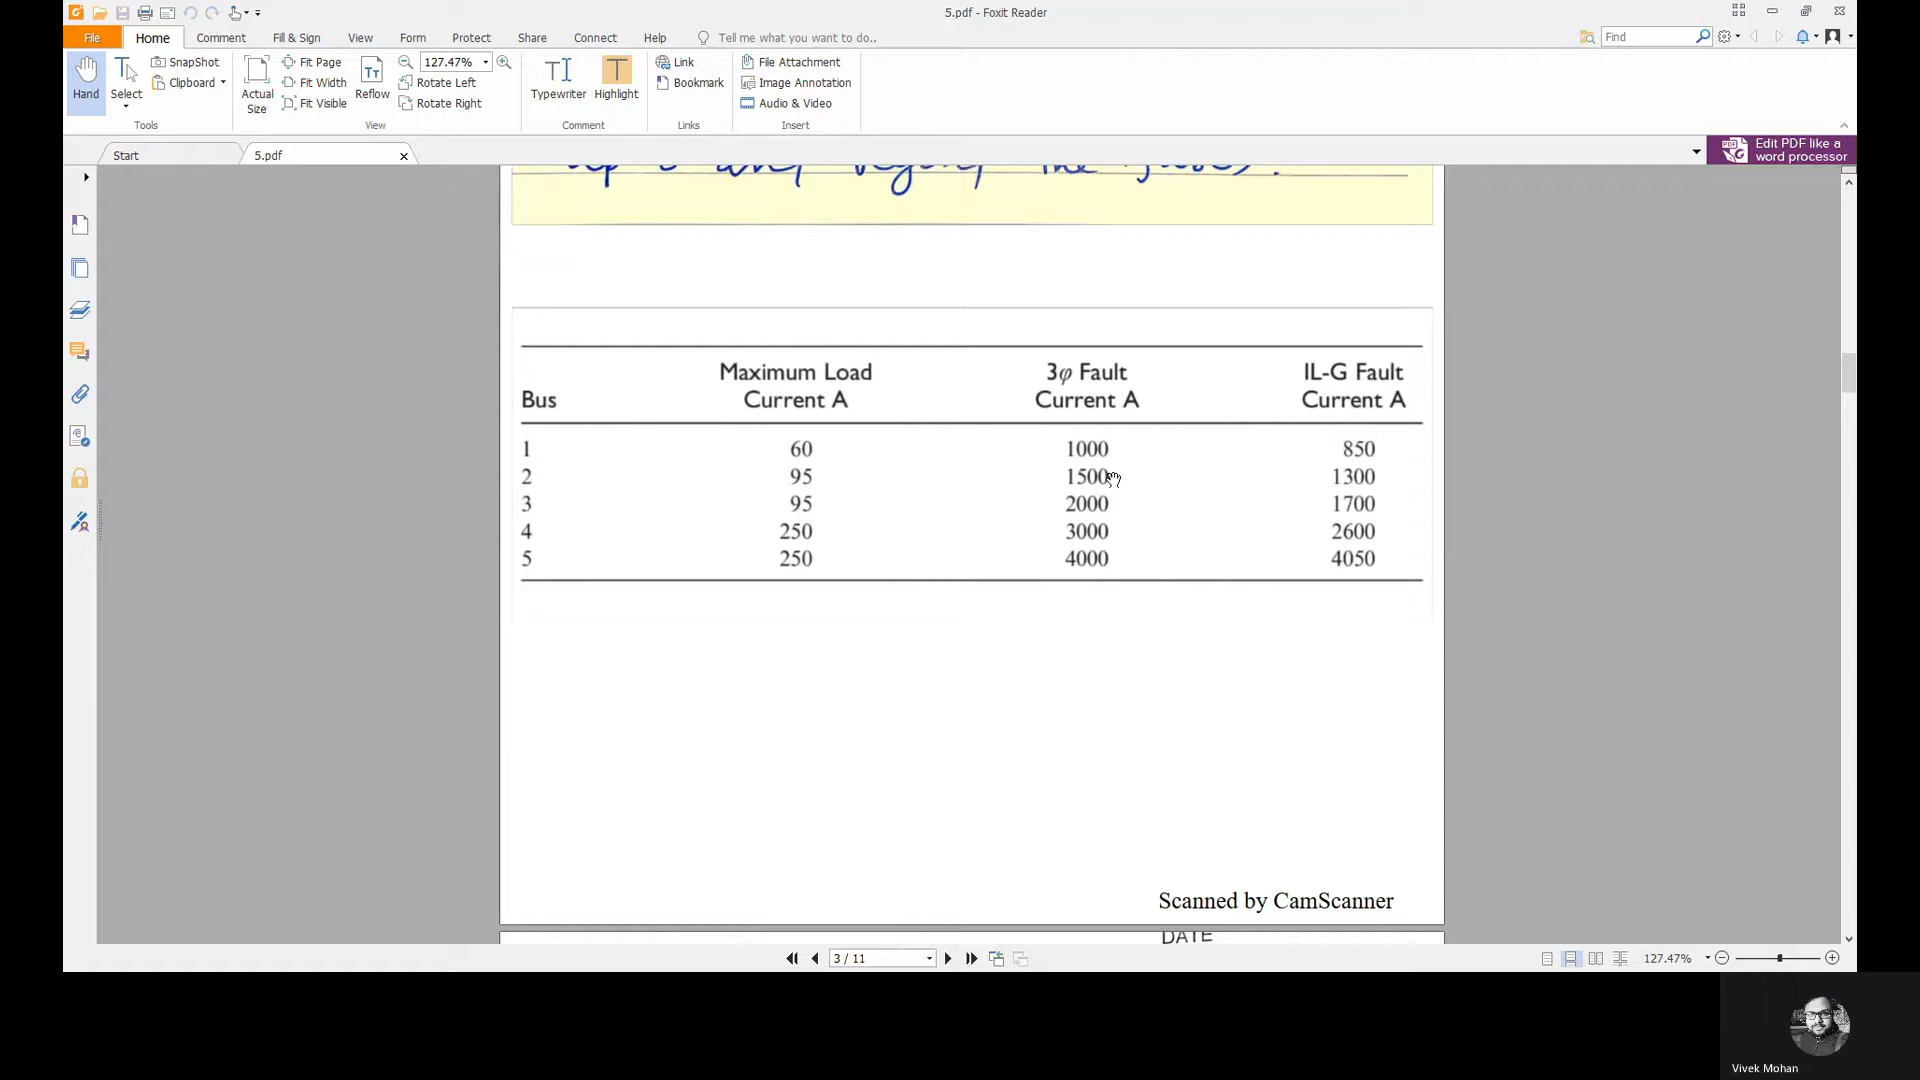 5.pdf - Foxit Reader
File Home Comment Fill & Sign View Form Protect Share Connect Help Tell me what you want to do.. Find
Hand Select SnapShot Clipboard Actual Size Fit Page Fit Width Fit Visible Reflow 127.47% Rotate Left Rotate Right Typewriter Highlight Link Bookmark File Attachment Image Annotation Audio & Video
Tools View Comment Links Insert
Start 5.pdf Edit PDF like a word processor
Maximum Load 3φ Fault IL-G Fault
Bus Current A Current A Current A
1 60 1000 850
2 95 1500 1300
3 95 2000 1700
4 250 3000 2600
5 250 4000 4050
Scanned by CamScanner
DATE
3 / 11 127.47%
Vivek Mohan